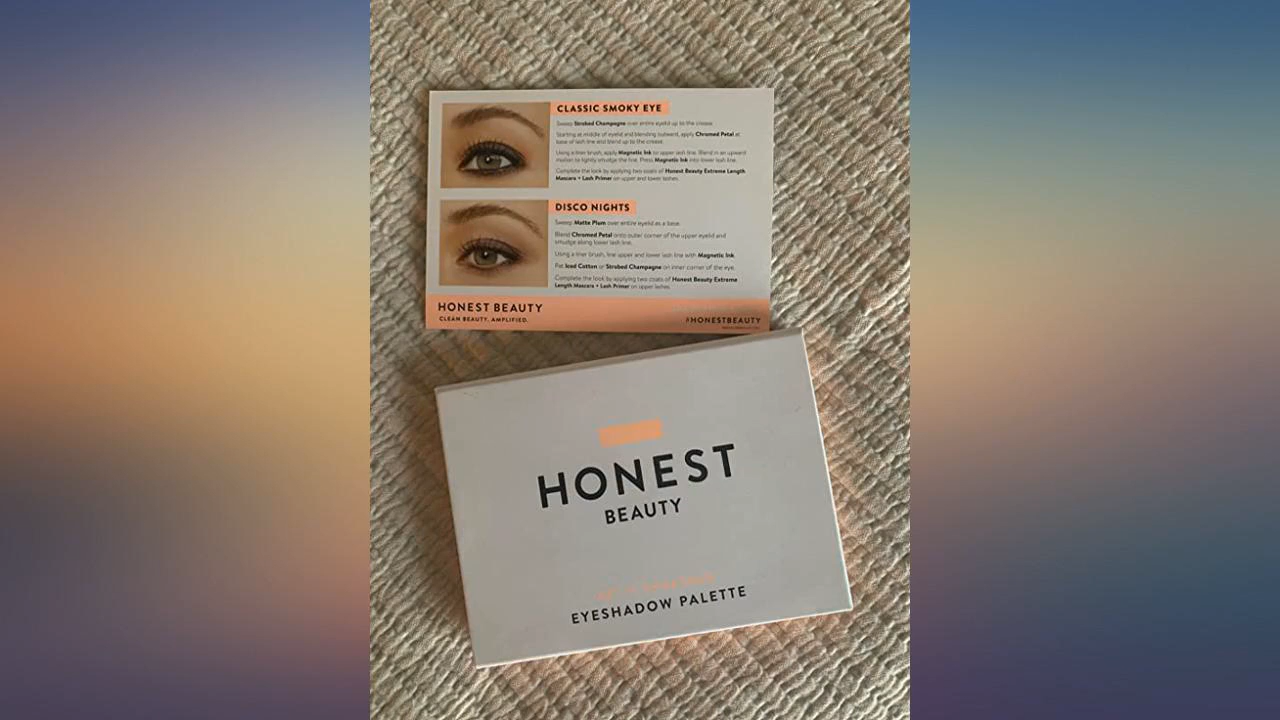 CLASSIC SMOKY EYE
Sweep Strobed Champagne over entire eyelid up to the crease.
Starting at middle of eyelid and blending outward, apply Chromed Petal at
base of lash line and blend up to the crease.
Using a liner brush, apply Magnetic Ink to upper lash line. Blend in an upward
motion to lightly smudge the line. Press Magnetic Ink into lower lash line.
Complete the look by applying two coats of Honest Beauty Extreme Length
Mascara + Lash Primer on upper and lower lashes.
DISCO NIGHTS
Sweep Matte Plum over entire eyelid as a base.
Blend Chromed Petal onto outer corner of the upper eyelid and
smudge along lower lash line.
Using a liner brush, line upper and lower lash line with Magnetic Ink.
Pat Iced Cotton or Strobed Champagne on inner corner of the eye.
Complete the look by applying two coats of Honest Beauty Extreme
Length Mascara + Lash Primer on upper lashes.
HONEST BEAUTY
CLEAN BEAUTY. AMPLIFIED.
#HONESTBEAUTY
HONEST
BEAUTY
EYESHADOW PALETTE